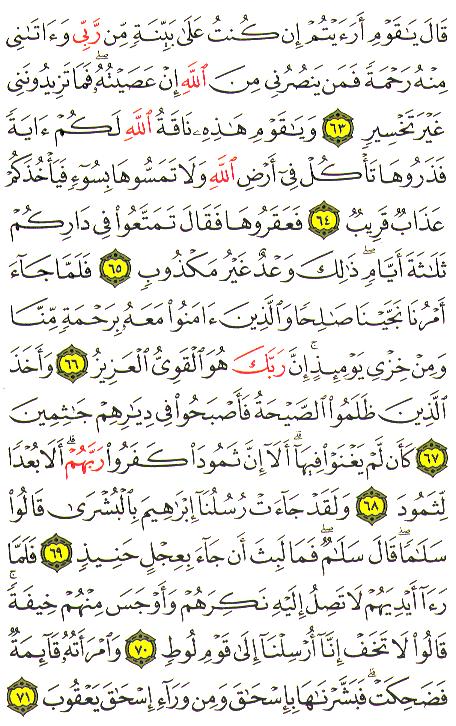 قَالَ يَٰقَوۡمِ أَرَءَيۡتُمۡ إِن كُنتُ عَلَىٰ بَيِّنَةٖ مِّن رَّبِّي وَءَاتَىٰنِي
مِنۡهُ رَحۡمَةٗ فَمَن يَنصُرُنِي مِنَ ٱللَّهِ إِنۡ عَصَيۡتُهُۥۖ فَمَا تَزِيدُونَنِي
غَيۡرَ تَخۡسِيرٖ ٦٣ وَيَٰقَوۡمِ هَٰذِهِۦ نَاقَةُ ٱللَّهِ لَكُمۡ ءَايَةٗ
فَذَرُوهَا تَأۡكُلۡ فِيٓ أَرۡضِ ٱللَّهِ وَلَا تَمَسُّوهَا بِسُوٓءٖ فَيَأۡخُذَكُمۡ
عَذَابٞ قَرِيبٞ ٦٤ فَعَقَرُوهَا فَقَالَ تَمَتَّعُواْ فِي دَارِكُمۡ
ثَلَٰثَةَ أَيَّامٖۖ ذَٰلِكَ وَعۡدٌ غَيۡرُ مَكۡذُوبٖ ٦٥ فَلَمَّا جَآءَ
أَمۡرُنَا نَجَّيۡنَا صَٰلِحٗا وَٱلَّذِينَ ءَامَنُواْ مَعَهُۥ بِرَحۡمَةٖ مِّنَّا
وَمِنۡ خِزۡيِ يَوۡمِئِذٍۚ إِنَّ رَبَّكَ هُوَ ٱلۡقَوِيُّ ٱلۡعَزِيزُ ٦٦ وَأَخَذَ
ٱلَّذِينَ ظَلَمُواْ ٱلصَّيۡحَةُ فَأَصۡبَحُواْ فِي دِيَٰرِهِمۡ جَٰثِمِينَ
٦٧ كَأَن لَّمۡ يَغۡنَوۡاْ فِيهَآۗ أَلَآ إِنَّ ثَمُودَاْ كَفَرُواْ رَبَّهُمۡۗ أَلَا بُعۡدٗا
لِّثَمُودَ ٦٨ وَلَقَدۡ جَآءَتۡ رُسُلُنَآ إِبۡرَٰهِيمَ بِٱلۡبُشۡرَىٰ قَالُواْ
سَلَٰمٗاۖ قَالَ سَلَٰمٞۖ فَمَا لَبِثَ أَن جَآءَ بِعِجۡلٍ حَنِيذٖ ٦٩ فَلَمَّا
رَءَآ أَيۡدِيَهُمۡ لَا تَصِلُ إِلَيۡهِ نَكِرَهُمۡ وَأَوۡجَسَ مِنۡهُمۡ خِيفَةٗۚ
قَالُواْ لَا تَخَفۡ إِنَّآ أُرۡسِلۡنَآ إِلَىٰ قَوۡمِ لُوطٖ ٧٠ وَٱمۡرَأَتُهُۥ قَآئِمَةٞ
فَضَحِكَتۡۖ فَبَشَّرۡنَٰهَا بِإِسۡحَٰقَ وَمِن وَرَآءِ إِسۡحَٰقَ يَعۡقُوبَ ٧١